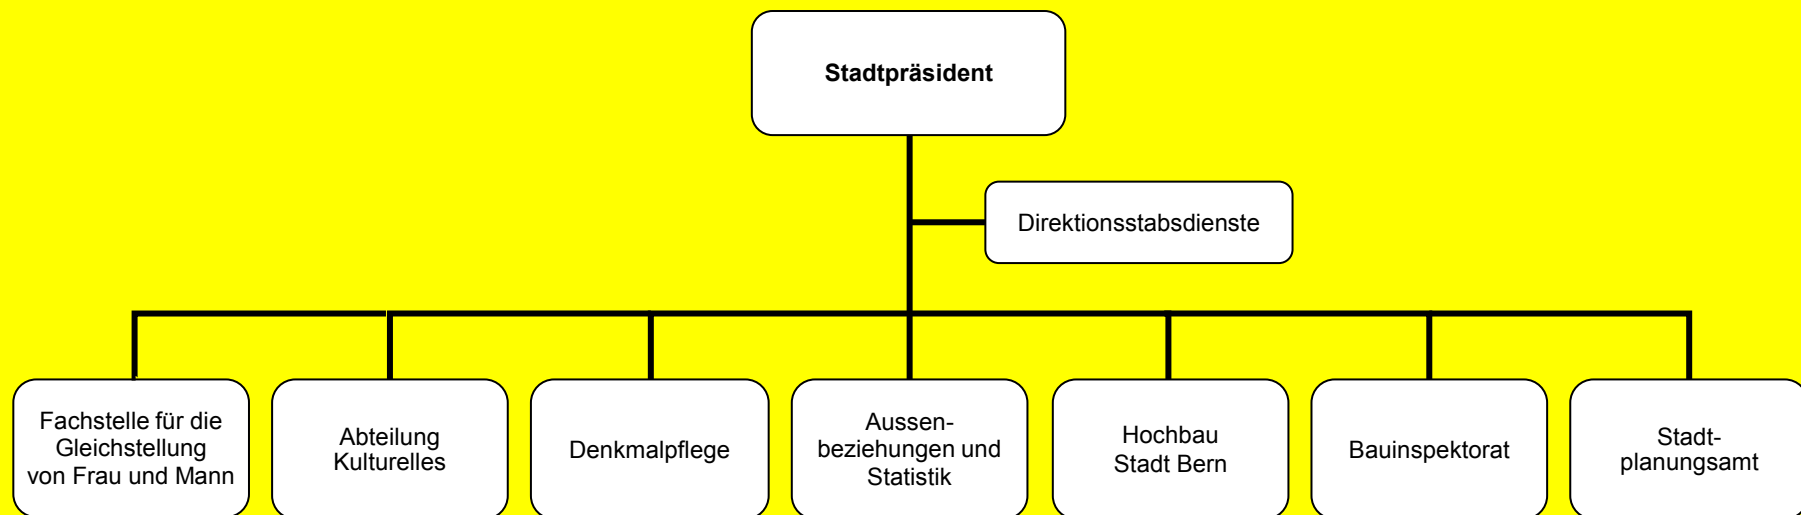 Stadtpräsident
Direktionsstabsdienste
Fachstelle für die
Gleichstellung
von Frau und Mann
Abteilung
Kulturelles
Denkmalpflege
Aussen-
beziehungen und
Statistik
Hochbau
Stadt Bern
Bauinspektorat
Stadt-
planungsamt